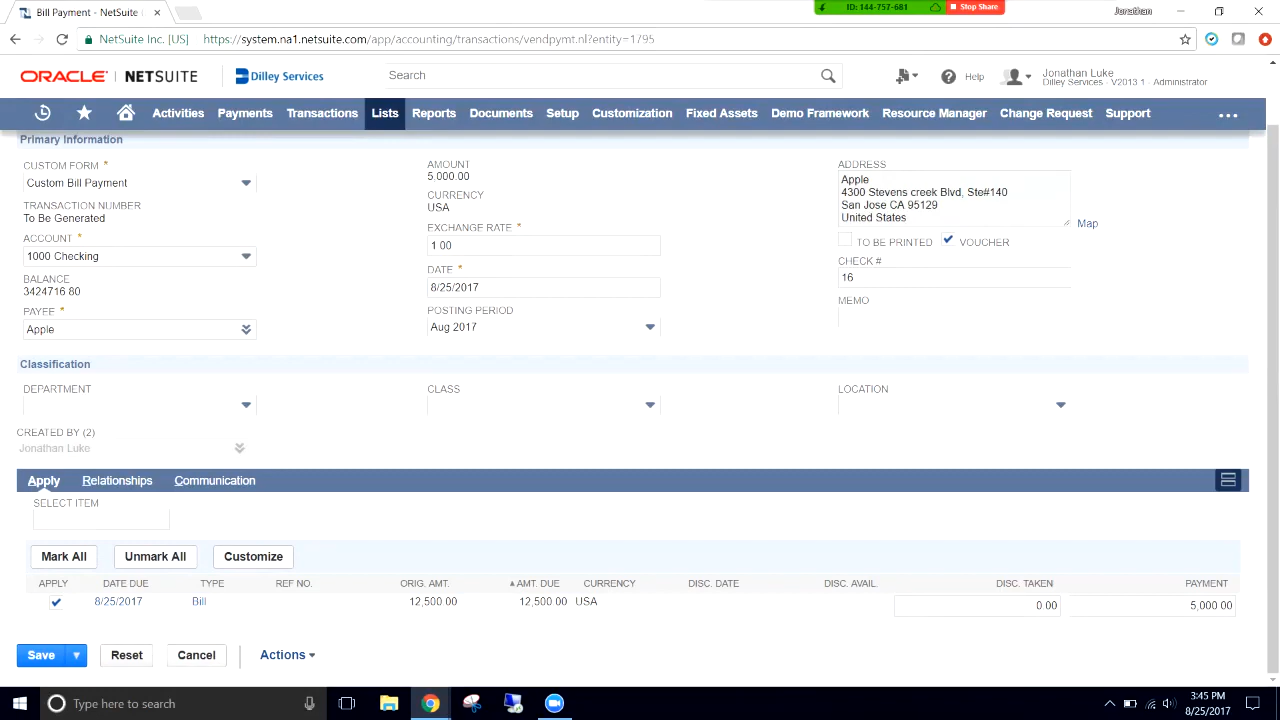 Bill Payment - NetSuite (
ID: 144-757-681
Stop Share
Jonathan
NetSuite Inc. [US]
https://system.na1.netsuite.com/app/accounting/transactions/vendpymt.nl?entity=1795
ORACLE NETSUITE
Dilley Services
Search
Help
Jonathan Luke
Dilley Services - V2013 1 - Administrator
Activities Payments Transactions Lists Reports Documents Setup Customization Fixed Assets Demo Framework Resource Manager Change Request Support
Primary Information
CUSTOM FORM *
Custom Bill Payment
TRANSACTION NUMBER
To Be Generated
ACCOUNT *
1000 Checking
BALANCE
3424716 80
PAYEE *
Apple
AMOUNT
5,000.00
CURRENCY
USA
EXCHANGE RATE *
1 00
DATE *
8/25/2017
POSTING PERIOD
Aug 2017
ADDRESS
Apple
4300 Stevens creek Blvd, Ste#140
San Jose CA 95129
United States
Map
TO BE PRINTED VOUCHER
CHECK #
16
MEMO
Classification
DEPARTMENT
CLASS
LOCATION
CREATED BY (2)
Jonathan Luke
Apply Relationships Communication
SELECT ITEM
Mark All Unmark All Customize
APPLY DATE DUE TYPE REF NO. ORIG. AMT. ▲AMT. DUE CURRENCY DISC. DATE DISC. AVAIL. DISC. TAKEN PAYMENT
8/25/2017 Bill 12,500.00 12,500.00 USA 0 00 5,000 00
Save Reset Cancel Actions
Type here to search
3:45 PM
8/25/2017